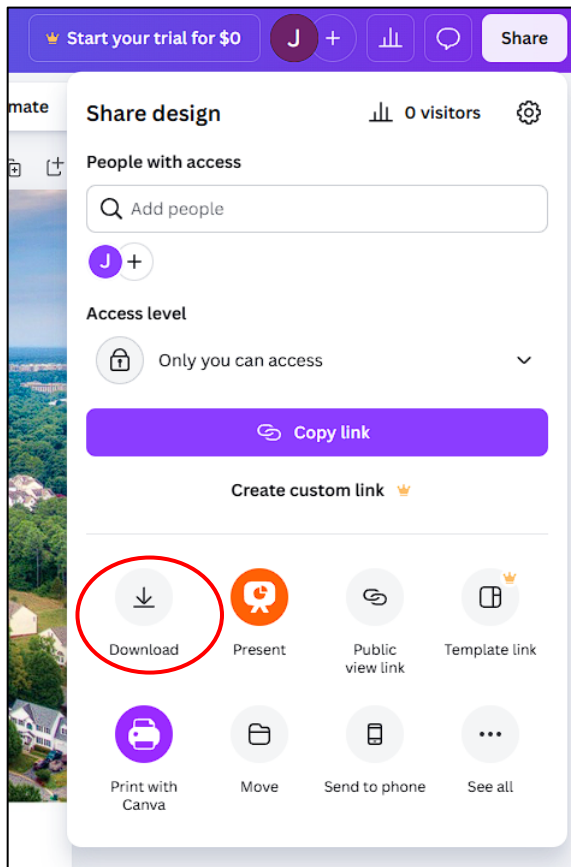 Start your trial for $0
J
+
Share
mate
Share design
0 visitors
People with access
Add people
J
+
Access level
Only you can access
Copy link
Create custom link
Download
Present
Public
view link
Template link
Print with
Canva
Move
Send to phone
See all